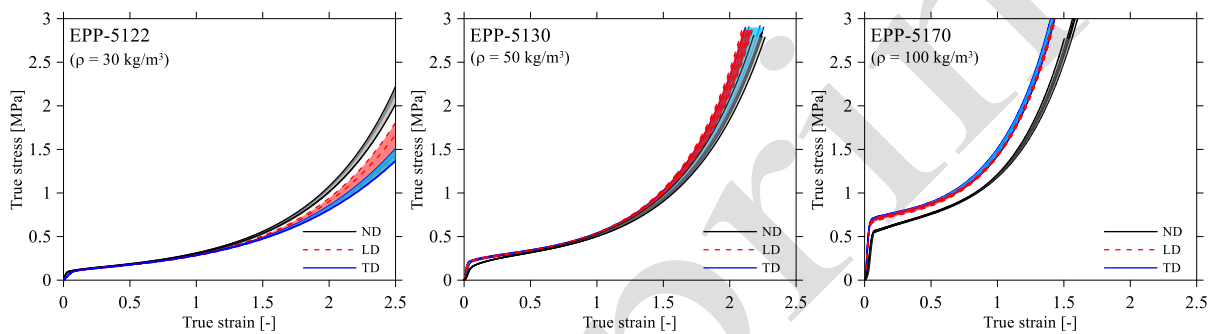 EPP-5122
(ρ = 30 kg/m³)
True stress [MPa]
3
2.5
2
1.5
1
0.5
0
ND
LD
TD
0
0.5
1
1.5
2
2.5
True strain [-]
EPP-5130
(ρ = 50 kg/m³)
True stress [MPa]
3
2.5
2
1.5
1
0.5
0
ND
LD
TD
0
0.5
1
1.5
2
2.5
True strain [-]
EPP-5170
(ρ = 100 kg/m³)
True stress [MPa]
3
2.5
2
1.5
1
0.5
0
ND
LD
TD
0
0.5
1
1.5
2
2.5
True strain [-]